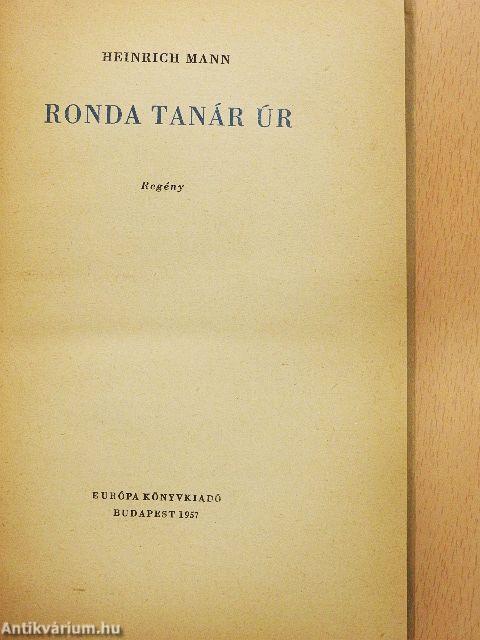 HEINRICH MANN
RONDA TANÁR ÚR
Regény
EURÓPA KÖNYVKIADÓ
BUDAPEST 1957
Antikvárium.hu